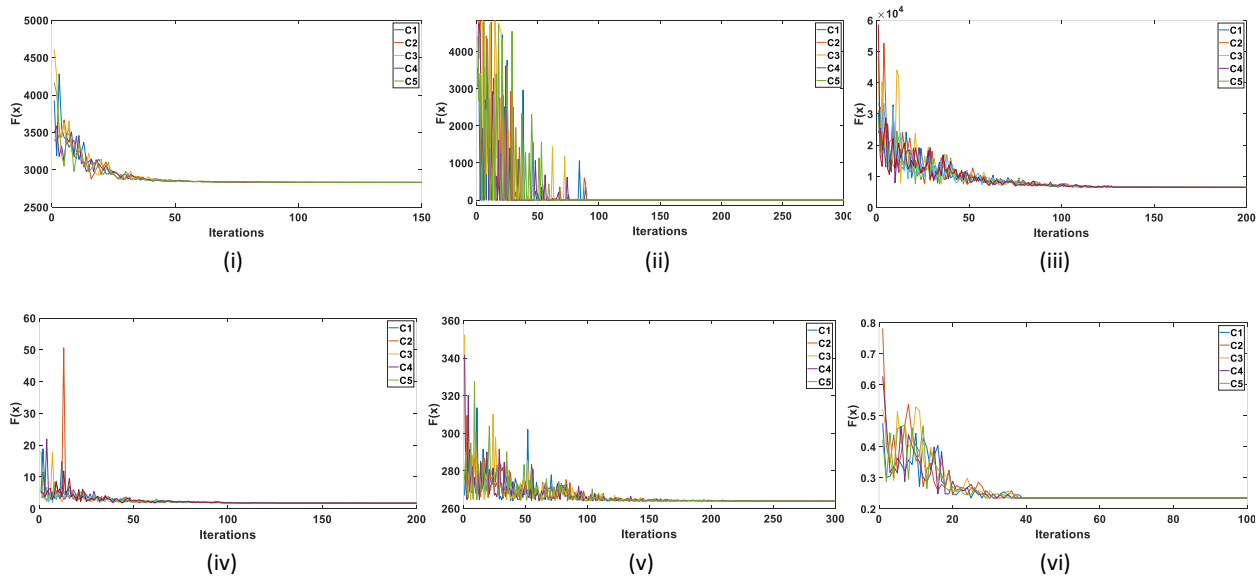 5000
4500
4000
3500
3000
2500
F(x)
0 50 100 150
Iterations
C1
C2
C3
C4
C5
(i)
4000
3000
2000
1000
0
F(x)
0 50 100 150 200 250 300
Iterations
C1
C2
C3
C4
C5
(ii)
×10⁴
6
5
4
3
2
1
0
F(x)
0 50 100 150 200
Iterations
C1
C2
C3
C4
C5
(iii)
60
50
40
30
20
10
0
F(x)
0 50 100 150 200
Iterations
C1
C2
C3
C4
C5
(iv)
360
340
320
300
280
260
F(x)
0 50 100 150 200 250 300
Iterations
C1
C2
C3
C4
C5
(v)
0.8
0.7
0.6
0.5
0.4
0.3
0.2
F(x)
0 20 40 60 80 100
Iterations
C1
C2
C3
C4
C5
(vi)